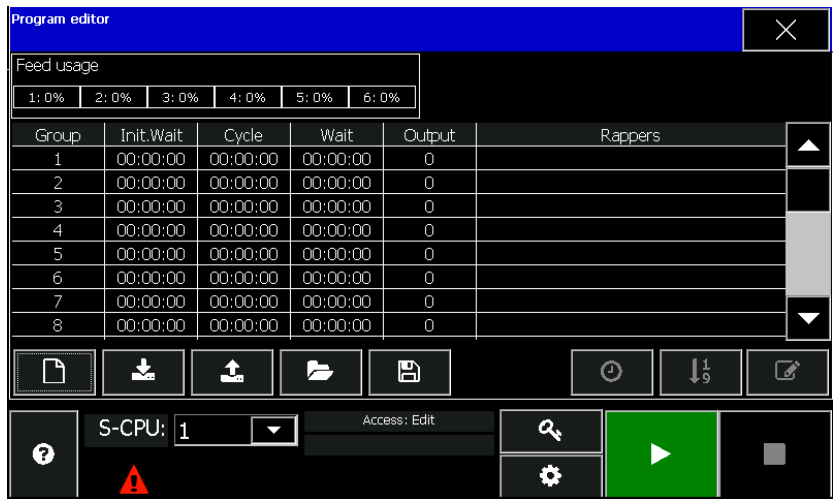 Program editor
Feed usage
1: 0% 2: 0% 3: 0% 4: 0% 5: 0% 6: 0%
Group Init.Wait Cycle Wait Output Rappers
1 00:00:00 00:00:00 00:00:00 0
2 00:00:00 00:00:00 00:00:00 0
3 00:00:00 00:00:00 00:00:00 0
4 00:00:00 00:00:00 00:00:00 0
5 00:00:00 00:00:00 00:00:00 0
6 00:00:00 00:00:00 00:00:00 0
7 00:00:00 00:00:00 00:00:00 0
8 00:00:00 00:00:00 00:00:00 0
1
9
S-CPU: 1 Access: Edit
?